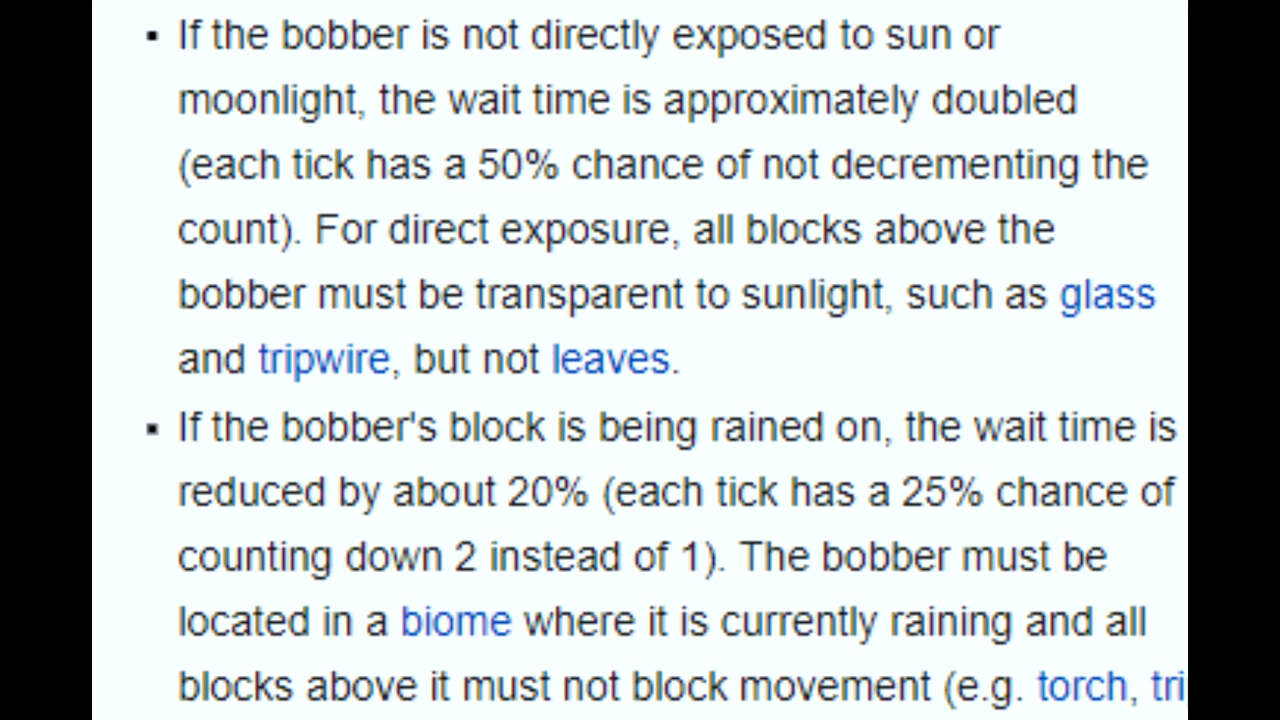 ▪ If the bobber is not directly exposed to sun or
moonlight, the wait time is approximately doubled
(each tick has a 50% chance of not decrementing the
count). For direct exposure, all blocks above the
bobber must be transparent to sunlight, such as glass
and tripwire, but not leaves.
▪ If the bobber's block is being rained on, the wait time is
reduced by about 20% (each tick has a 25% chance of
counting down 2 instead of 1). The bobber must be
located in a biome where it is currently raining and all
blocks above it must not block movement (e.g. torch, tri